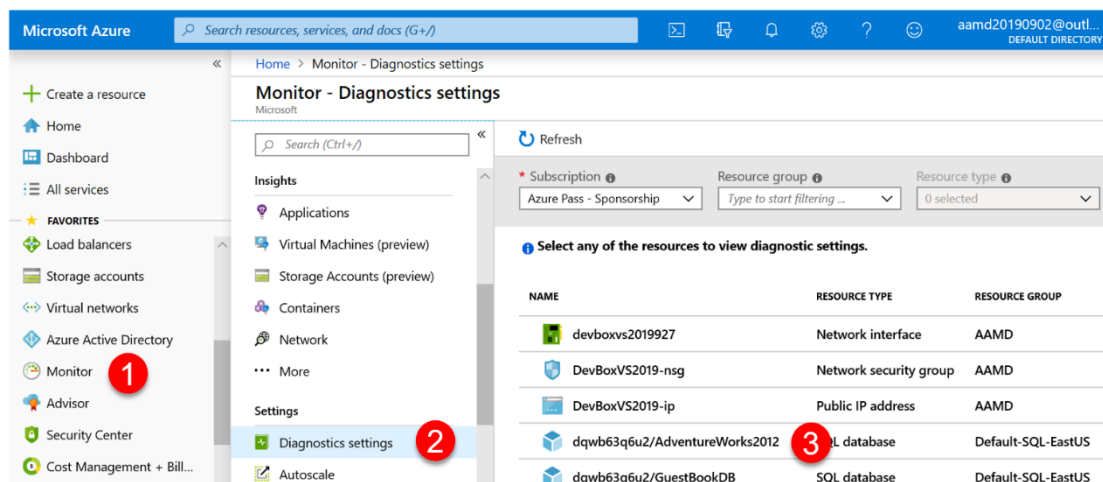 Microsoft Azure
Search resources, services, and docs (G+/)
aamd20190902@outl...
DEFAULT DIRECTORY
«
Create a resource
Home
Dashboard
All services
FAVORITES
Load balancers
Storage accounts
Virtual networks
Azure Active Directory
Monitor 1
Advisor
Security Center
Cost Management + Bill...
Home > Monitor - Diagnostics settings
Monitor - Diagnostics settings
Microsoft
Search (Ctrl+/)
«
Insights
Applications
Virtual Machines (preview)
Storage Accounts (preview)
Containers
Network
More
Settings
Diagnostics settings 2
Autoscale
Refresh
* Subscription Resource group Resource type
Azure Pass - Sponsorship Type to start filtering ... 0 selected
Select any of the resources to view diagnostic settings.
NAME RESOURCE TYPE RESOURCE GROUP
devboxvs2019927 Network interface AAMD
DevBoxVS2019-nsg Network security group AAMD
DevBoxVS2019-ip Public IP address AAMD
dqwb63q6u2/AdventureWorks2012 3 QL database Default-SQL-EastUS
dqwb63q6u2/GuestBookDB SQL database Default-SQL-EastUS